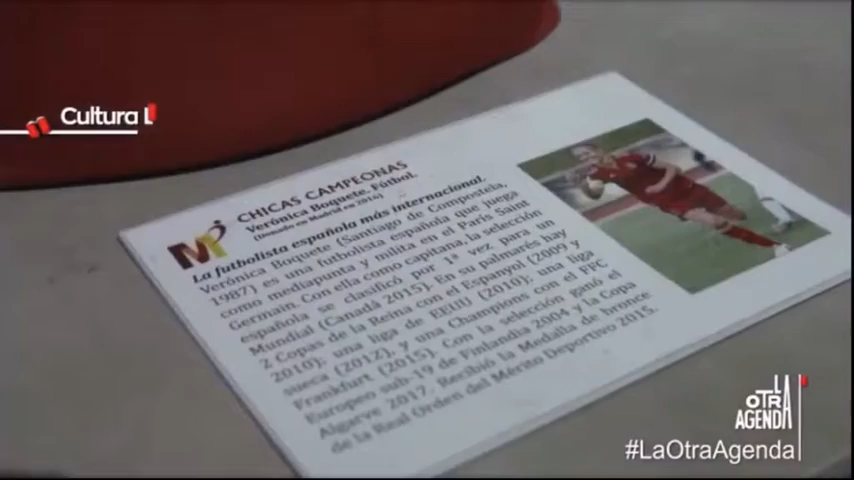 Cultura L
CHICAS CAMPEONAS
Verónica Boquete. Fútbol.
(Donado en Madrid en 2016)
La futbolista española más internacional.
Verónica Boquete (Santiago de Compostela,
1987) es una futbolista española que juega
como mediapunta y milita en el París Saint
Germain. Con ella como capitana, la selección
española se clasificó por 1ª vez para un
Mundial (Canadá 2015). En su palmarés hay
2 Copas de la Reina con el Espanyol (2009 y
2010); una liga de EEUU (2010); una liga
sueca (2012), y una Champions con el FFC
Frankfurt (2015). Con la selección ganó el
Europeo sub-19 de Finlandia 2004 y la Copa
Algarve 2017. Recibió la Medalla de bronce
de la Real Orden del Mérito Deportivo 2015.
LA
OTRA
AGENDA
#LaOtraAgenda